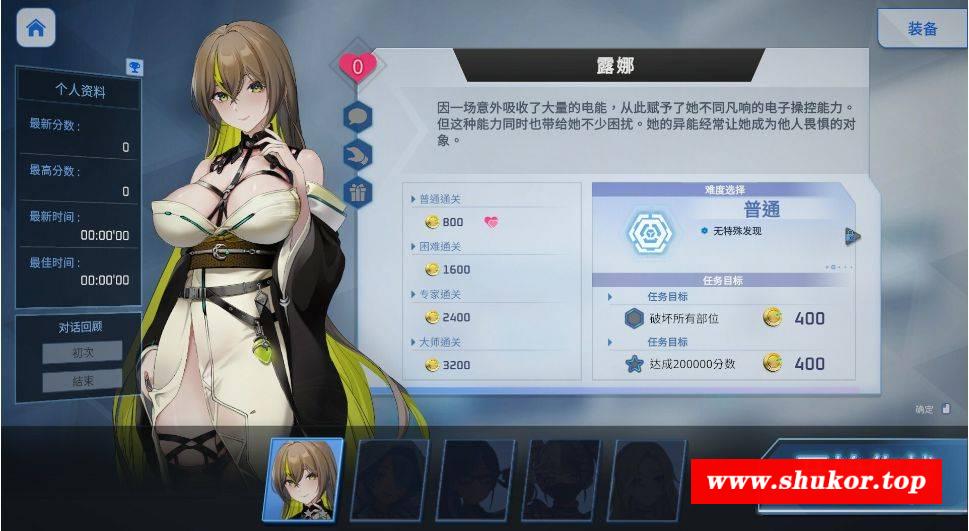 装备
个人资料
最新分数：
0
最高分数：
0
最新时间：
00:00'00
最佳时间：
00:00'00
对话回顾
初次
结束
0
露娜
因一场意外吸收了大量的电能，从此赋予了她不同凡响的电子操控能力。
但这种能力同时也带给她不少困扰。她的异能经常让她成为他人畏惧的对
象。
普通通关
800
困难通关
1600
专家通关
2400
大师通关
3200
难度选择
普通
无特殊发现
任务目标
任务目标
破坏所有部位
400
任务目标
达成200000分数
400
确定
www.shukor.top